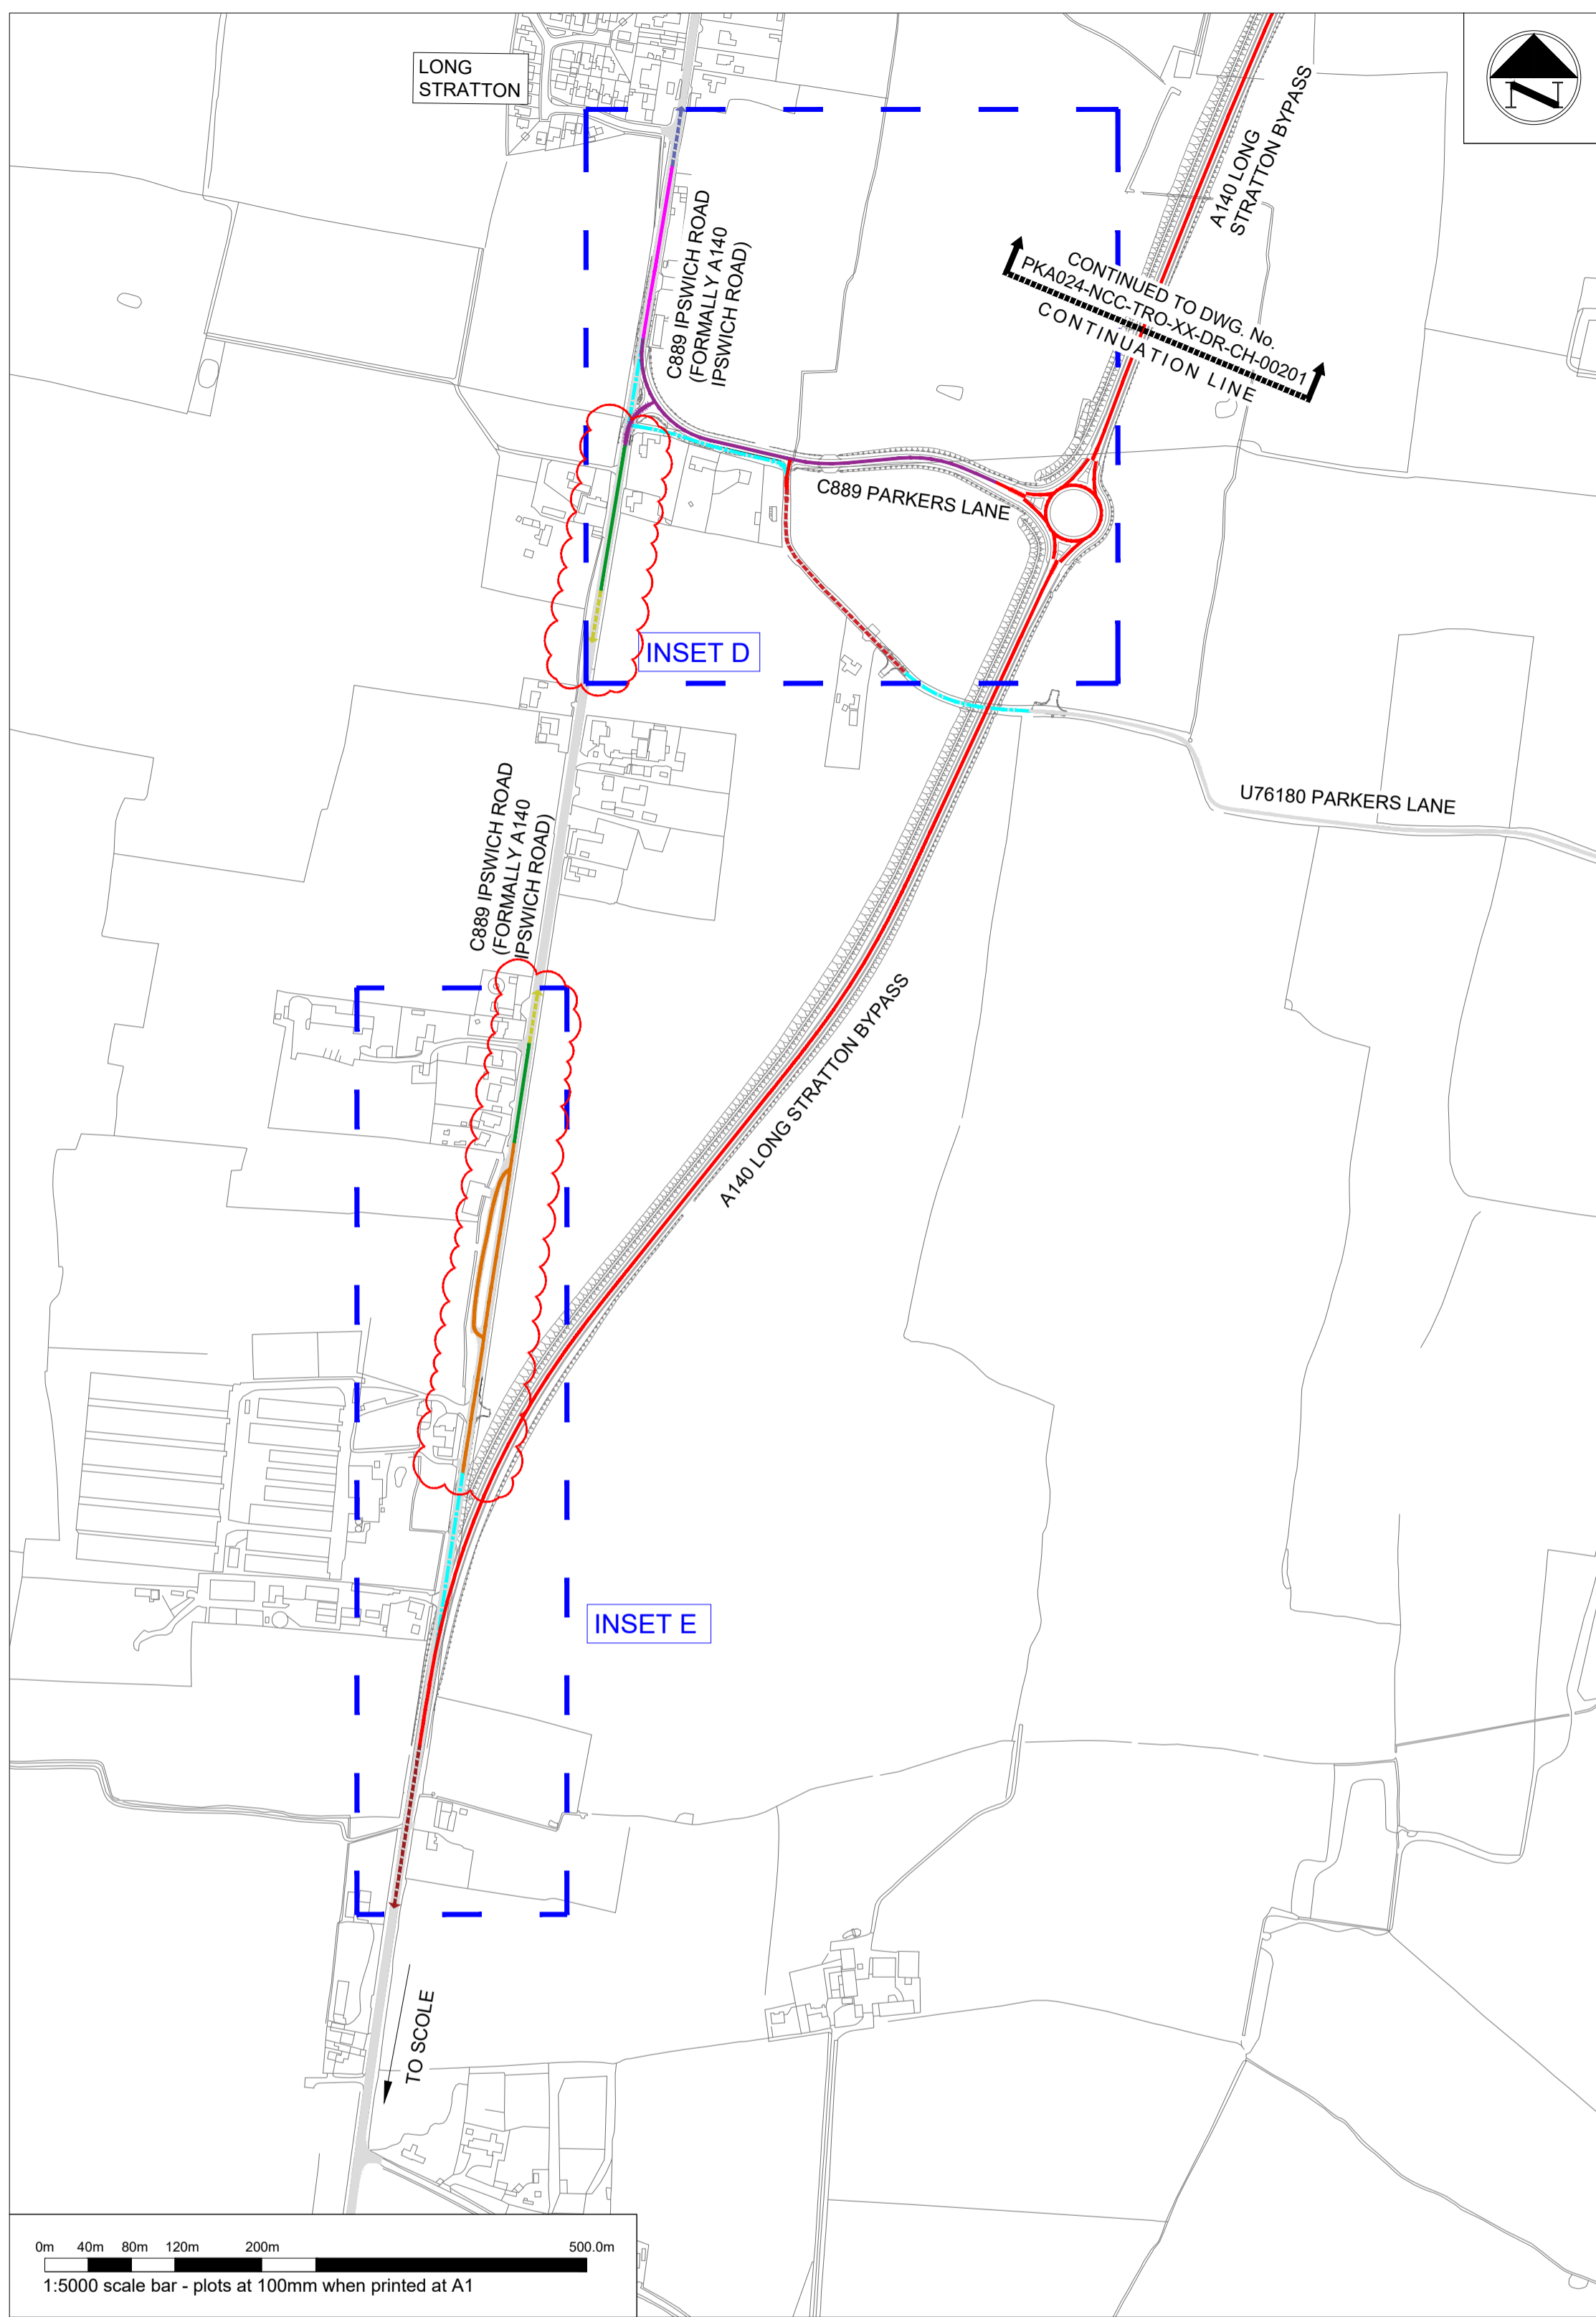 LONG
STRATTON
N
A140 LONG
STRATTON BYPASS
C889 IPSWICH ROAD
(FORMALLY A140
IPSWICH ROAD)
CONTINUED TO DWG. No.
PKA024-NCC-TRO-XX-DR-CH-00201
CONTINUATION LINE
C889 PARKERS LANE
INSET D
U76180 PARKERS LANE
C889 IPSWICH ROAD
(FORMALLY A140
IPSWICH ROAD)
A140 LONG STRATTON BYPASS
INSET E
TO SCOLE
0m 40m 80m 120m 200m 500.0m
1:5000 scale bar - plots at 100mm when printed at A1